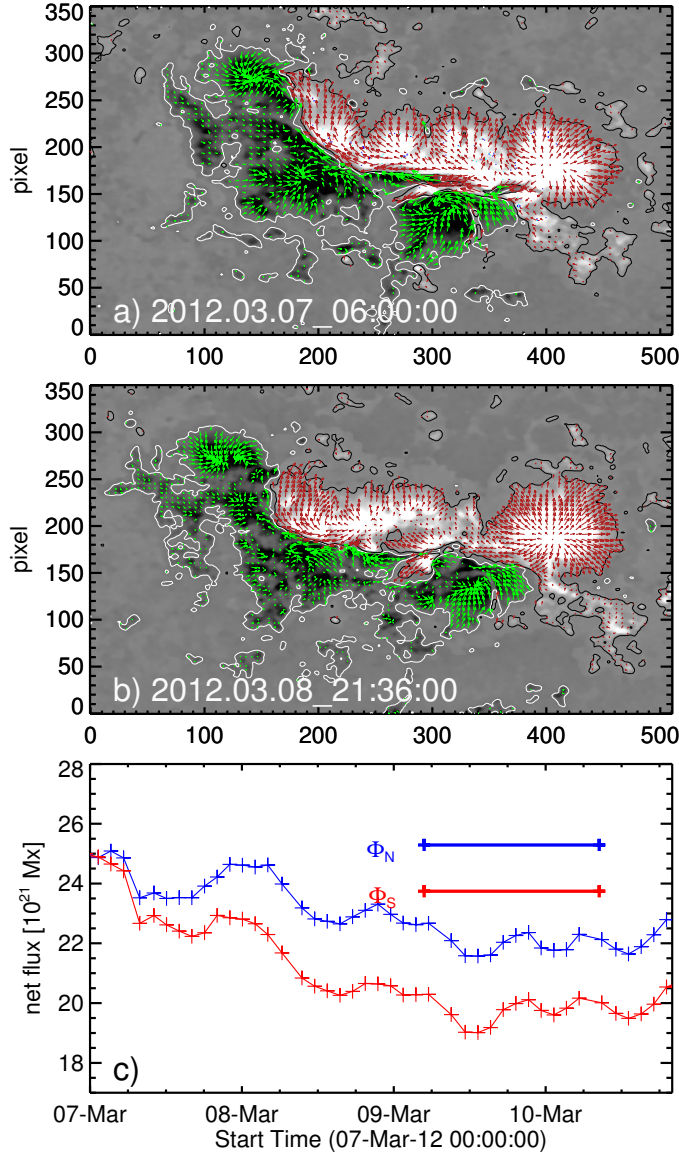 350
300
250
200
150
100
50
0
pixel
a) 2012.03.07_06:00:00
0 100 200 300 400 500
350
300
250
200
150
100
50
0
pixel
b) 2012.03.08_21:36:00
0 100 200 300 400 500
28
26
24
22
20
18
net flux [10²¹ Mx]
Φ_N
Φ_S
c)
07-Mar 08-Mar 09-Mar 10-Mar
Start Time (07-Mar-12 00:00:00)